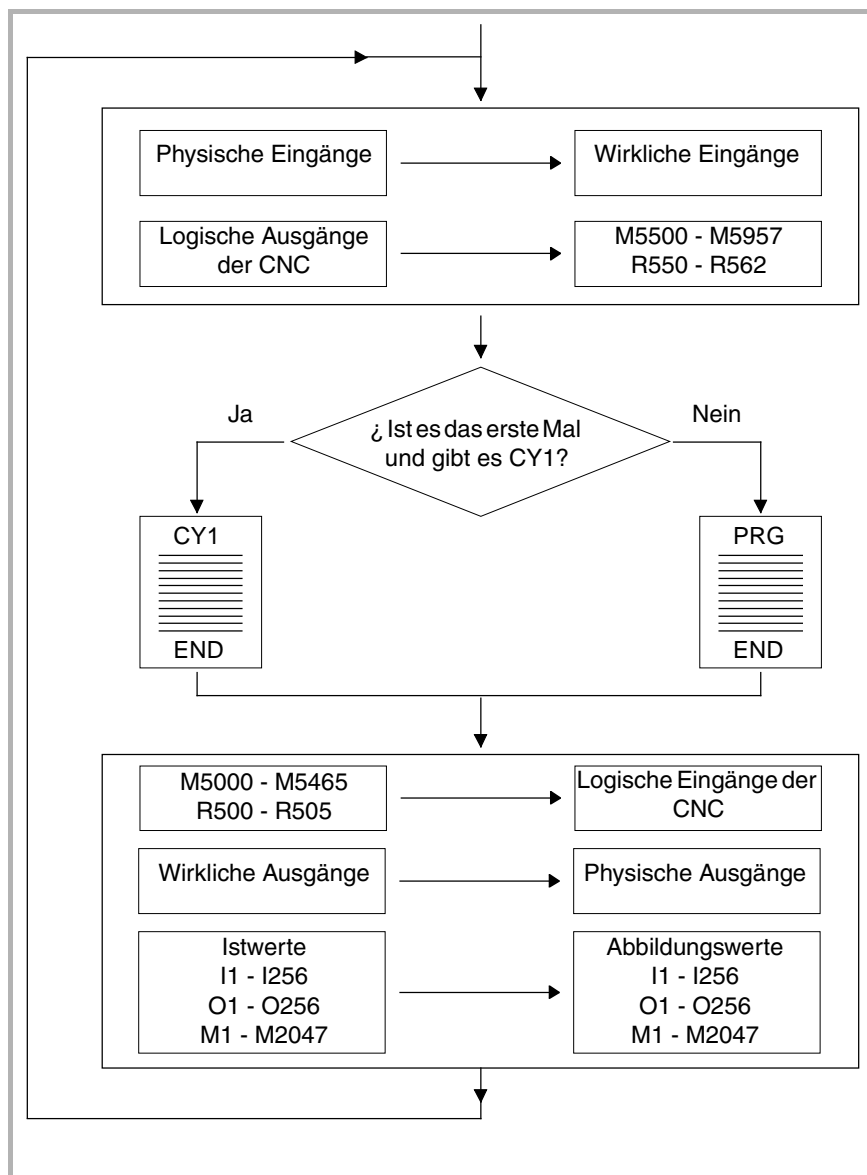 Physische Eingänge
Wirkliche Eingänge
Logische Ausgänge
der CNC
M5500 - M5957
R550 - R562
Ja
Nein
¿ Ist es das erste Mal
und gibt es CY1?
CY1
END
PRG
END
M5000 - M5465
R500 - R505
Logische Eingänge der
CNC
Wirkliche Ausgänge
Physische Ausgänge
Istwerte
I1 - I256
O1 - O256
M1 - M2047
Abbildungswerte
I1 - I256
O1 - O256
M1 - M2047